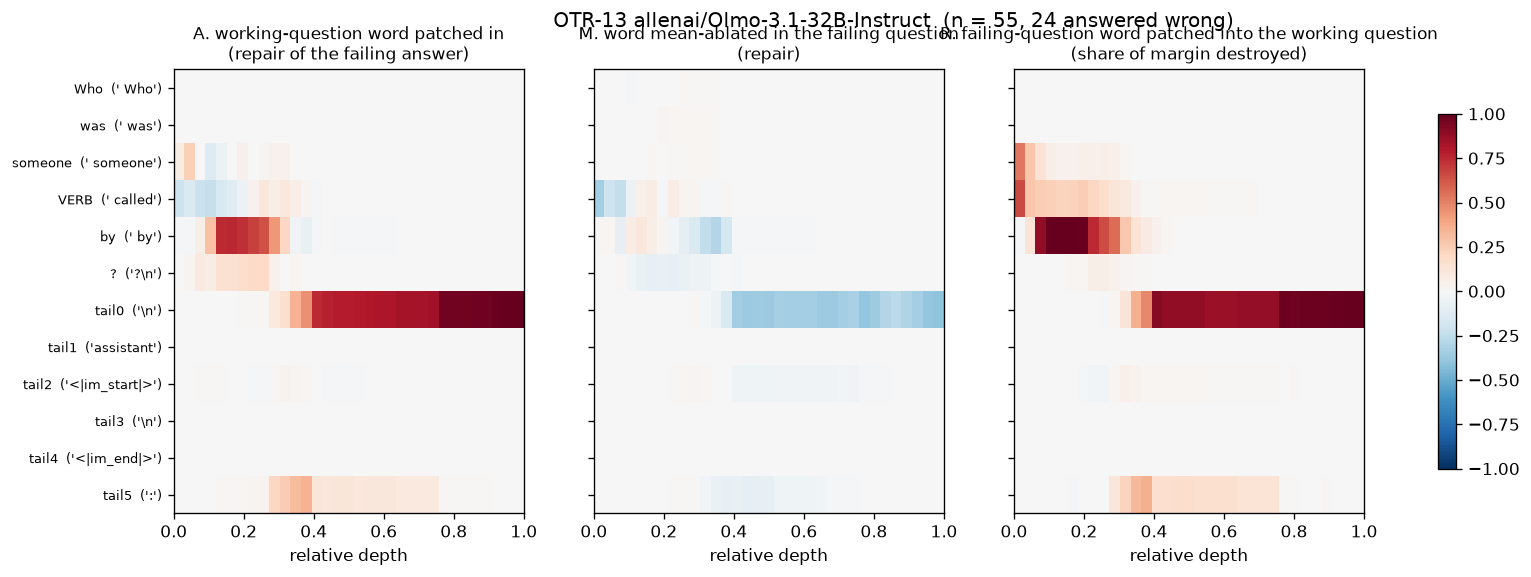 OTR-13 allenai/Olmo-3.1-32B-Instruct  (n = 55, 24 answered wrong)
A. working-question word patched in
(repair of the failing answer)
M. word mean-ablated in the failing question
(repair)
failing-question word patched into the working question
(share of margin destroyed)
Who  (' Who')
was  (' was')
someone  (' someone')
VERB  (' called')
by  (' by')
?  ('?\n')
tail0  ('\n')
tail1  ('assistant')
tail2  ('<|im_start|>')
tail3  ('\n')
tail4  ('<|im_end|>')
tail5  (':')
0.0 0.2 0.4 0.6 0.8 1.0
relative depth
0.0 0.2 0.4 0.6 0.8 1.0
relative depth
0.0 0.2 0.4 0.6 0.8 1.0
relative depth
1.00
0.75
0.50
0.25
0.00
−0.25
−0.50
−0.75
−1.00